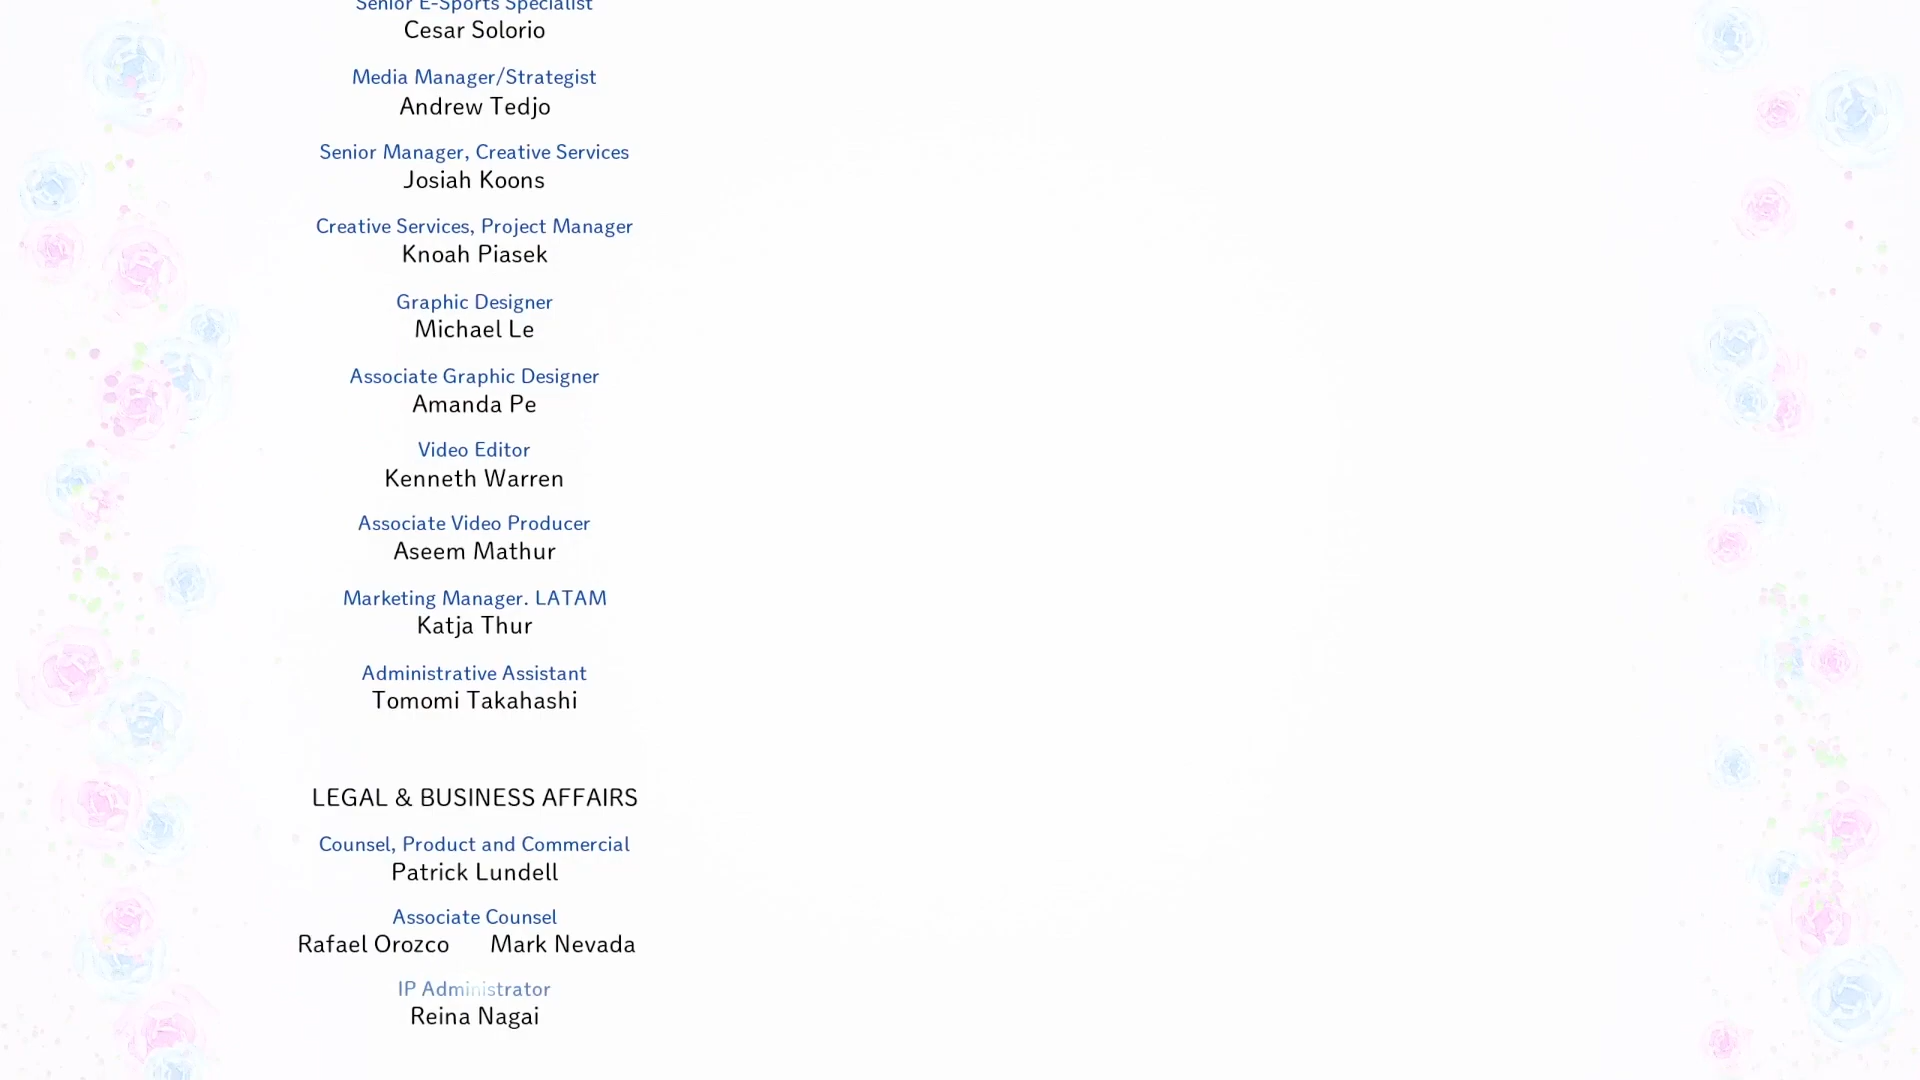 Senior E-Sports Specialist
Cesar Solorio
Media Manager/Strategist
Andrew Tedjo
Senior Manager, Creative Services
Josiah Koons
Creative Services, Project Manager
Knoah Piasek
Graphic Designer
Michael Le
Associate Graphic Designer
Amanda Pe
Video Editor
Kenneth Warren
Associate Video Producer
Aseem Mathur
Marketing Manager. LATAM
Katja Thur
Administrative Assistant
Tomomi Takahashi
LEGAL & BUSINESS AFFAIRS
Counsel, Product and Commercial
Patrick Lundell
Associate Counsel
Rafael Orozco Mark Nevada
IP Administrator
Reina Nagai